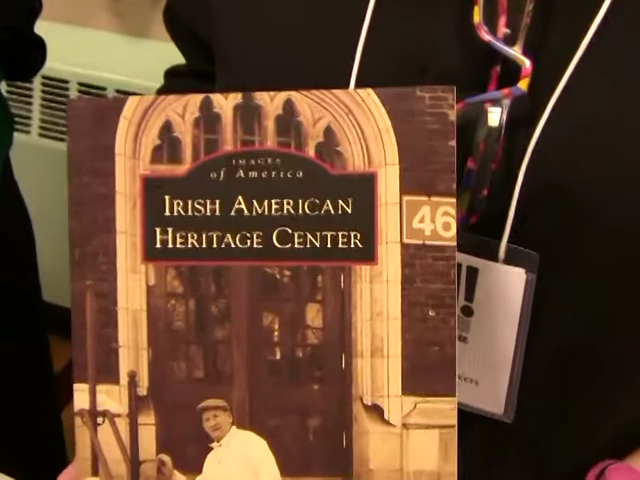 IMAGES
of America
IRISH AMERICAN
HERITAGE CENTER
46
!